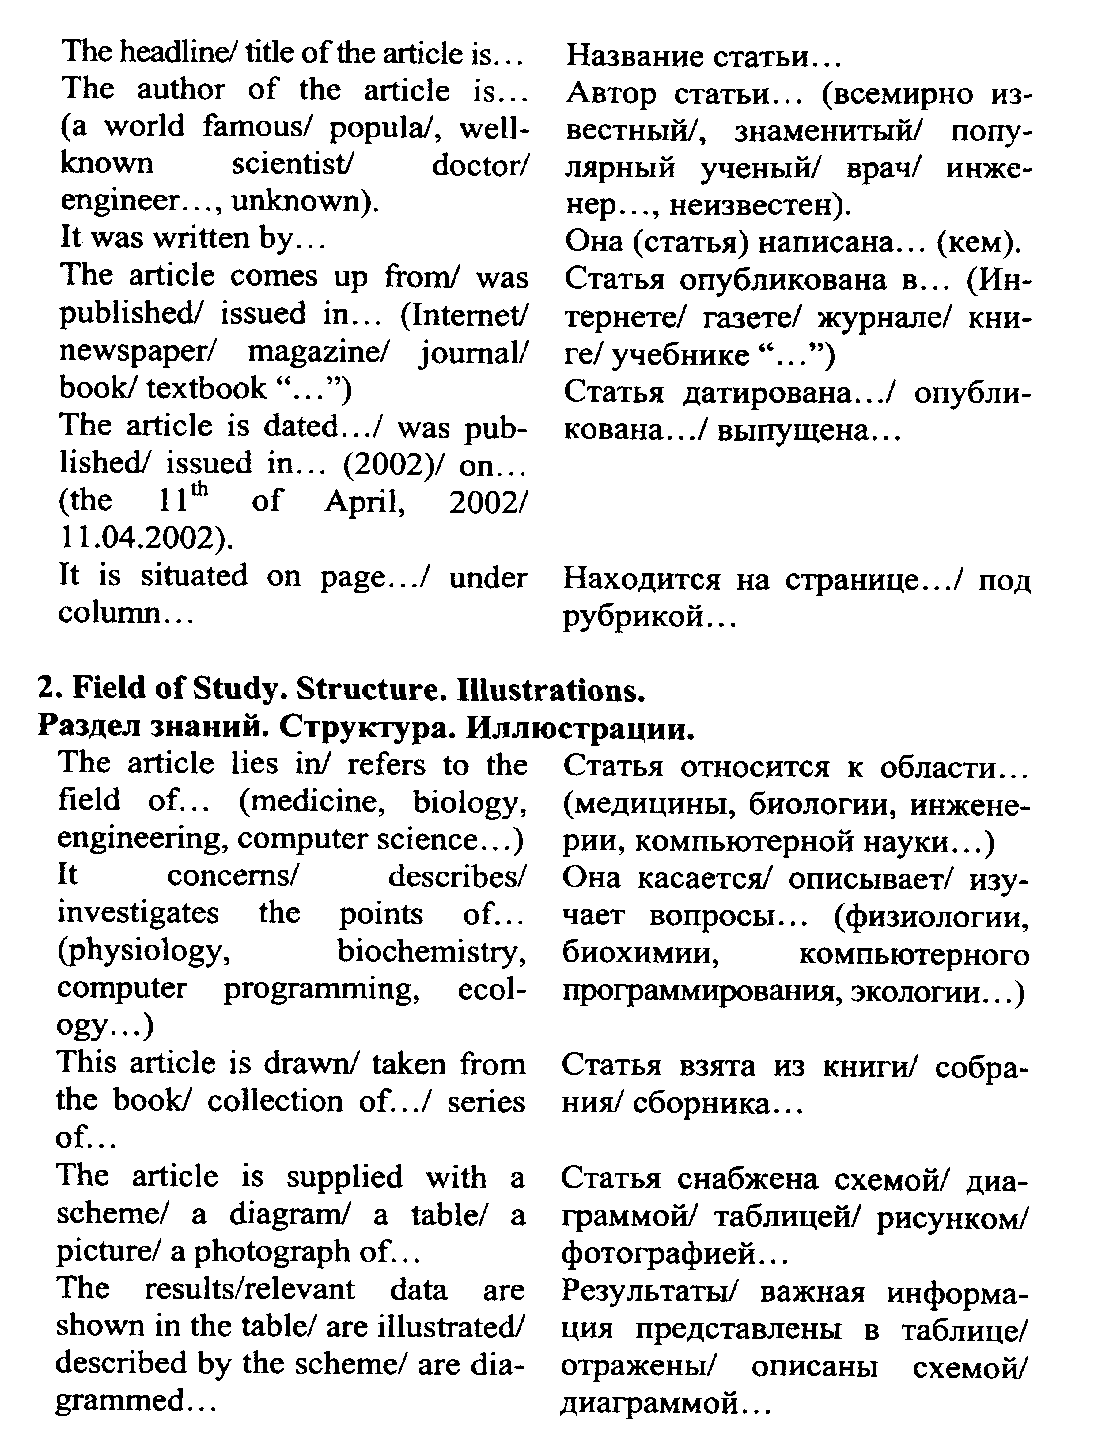 The headline/ title of the article is...
The author of the article is...
(a world famous/ popula/, well-
known scientist/ doctor/
engineer..., unknown).
It was written by...
The article comes up from/ was
published/ issued in... (Internet/
newspaper/ magazine/ journal/
book/ textbook “...”)
The article is dated.../ was pub-
lished/ issued in... (2002)/ on...
(the 11th of April, 2002/
11.04.2002).
It is situated on page.../ under
column...
Название статьи...
Автор статьи... (всемирно из-
вестный/, знаменитый/ попу-
лярный ученый/ врач/ инже-
нер..., неизвестен).
Она (статья) написана... (кем).
Статья опубликована в... (Ин-
тернете/ газете/ журнале/ кни-
ге/ учебнике “...”)
Статья датирована.../ опубли-
кована.../ выпущена...
Находится на странице.../ под
рубрикой...
2. Field of Study. Structure. Illustrations.
Раздел знаний. Структура. Иллюстрации.
The article lies in/ refers to the
field of... (medicine, biology,
engineering, computer science...)
It concerns/ describes/
investigates the points of...
(physiology, biochemistry,
computer programming, ecol-
ogy...)
This article is drawn/ taken from
the book/ collection of.../ series
of...
The article is supplied with a
scheme/ a diagram/ a table/ a
picture/ a photograph of...
The results/relevant data are
shown in the table/ are illustrated/
described by the scheme/ are dia-
grammed...
Статья относится к области...
(медицины, биологии, инжене-
рии, компьютерной науки...)
Она касается/ описывает/ изу-
чает вопросы... (физиологии,
биохимии, компьютерного
программирования, экологии...)
Статья взята из книги/ собра-
ния/ сборника...
Статья снабжена схемой/ диа-
граммой/ таблицей/ рисунком/
фотографией...
Результаты/ важная информа-
ция представлены в таблице/
отражены/ описаны схемой/
диаграммой...